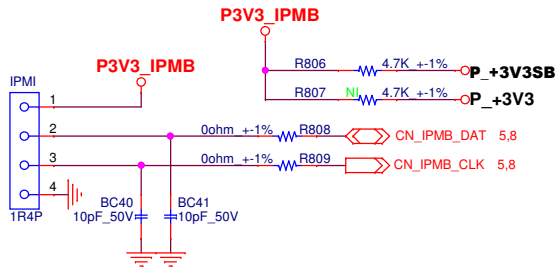 P3V3_IPMB
R806 4.7K_+-1% P_+3V3SB
P3V3_IPMB
R807 NI 4.7K_+-1% P_+3V3
IPMI
1
2 0ohm_+-1% R808 CN_IPMB_DAT 5,8
3 0ohm_+-1% R809 CN_IPMB_CLK 5,8
4
1R4P
BC40 BC41
10pF_50V 10pF_50V